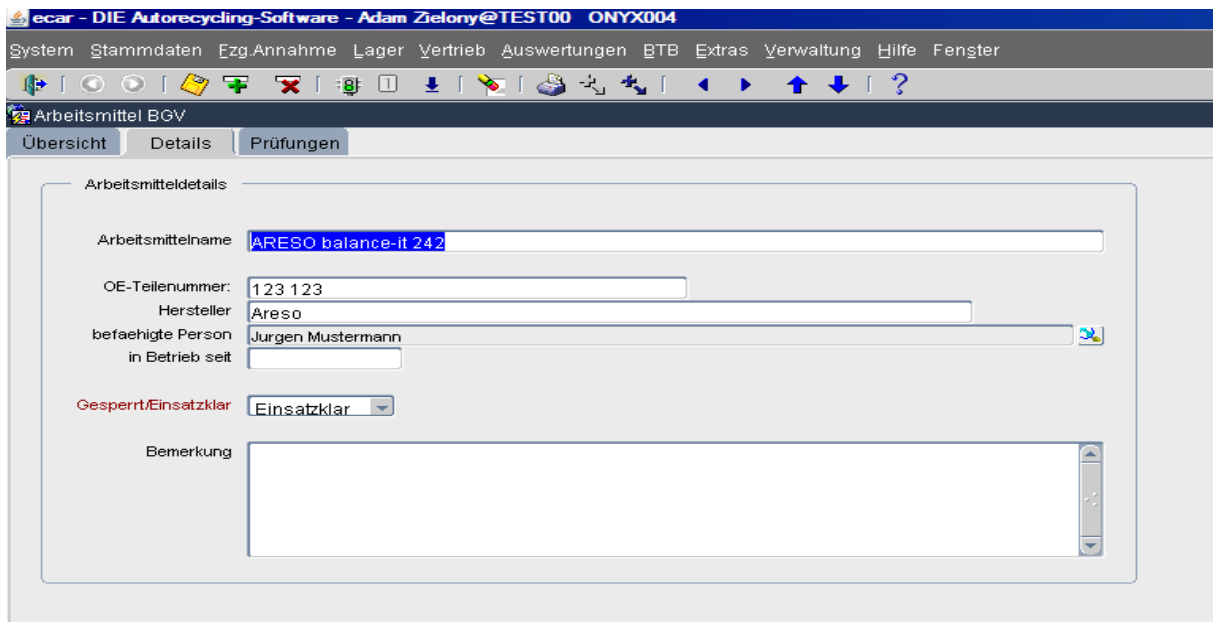 ecar - DIE Autorecycling-Software - Adam Zielony@TEST00 ONYX004
System Stammdaten Fzg.Annahme Lager Vertrieb Auswertungen BTB Extras Verwaltung Hilfe Fenster
Arbeitsmittel BGV
Übersicht Details Prüfungen
Arbeitsmitteldetails
Arbeitsmittelname ARESO balance-it 242
OE-Teilenummer: 123 123
Hersteller Areso
befaehigte Person Jurgen Mustermann
in Betrieb seit
Gesperrt/Einsatzklar Einsatzklar
Bemerkung